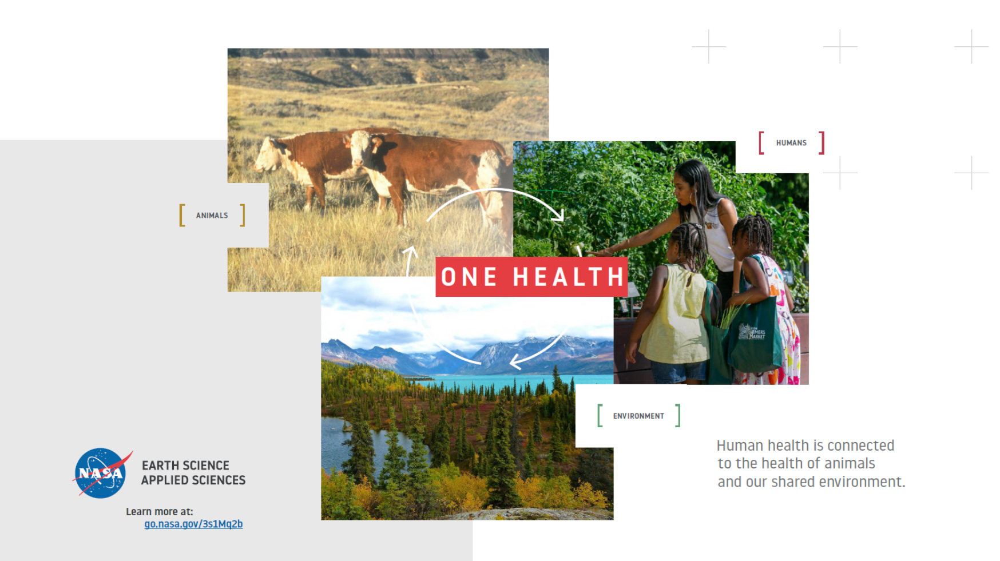 HUMANS
ANIMALS
ONE HEALTH
USDA
FARMERS
MARKET
ENVIRONMENT
Human health is connected
to the health of animals
and our shared environment.
NASA
EARTH SCIENCE
APPLIED SCIENCES
Learn more at:
go.nasa.gov/3s1Mq2b